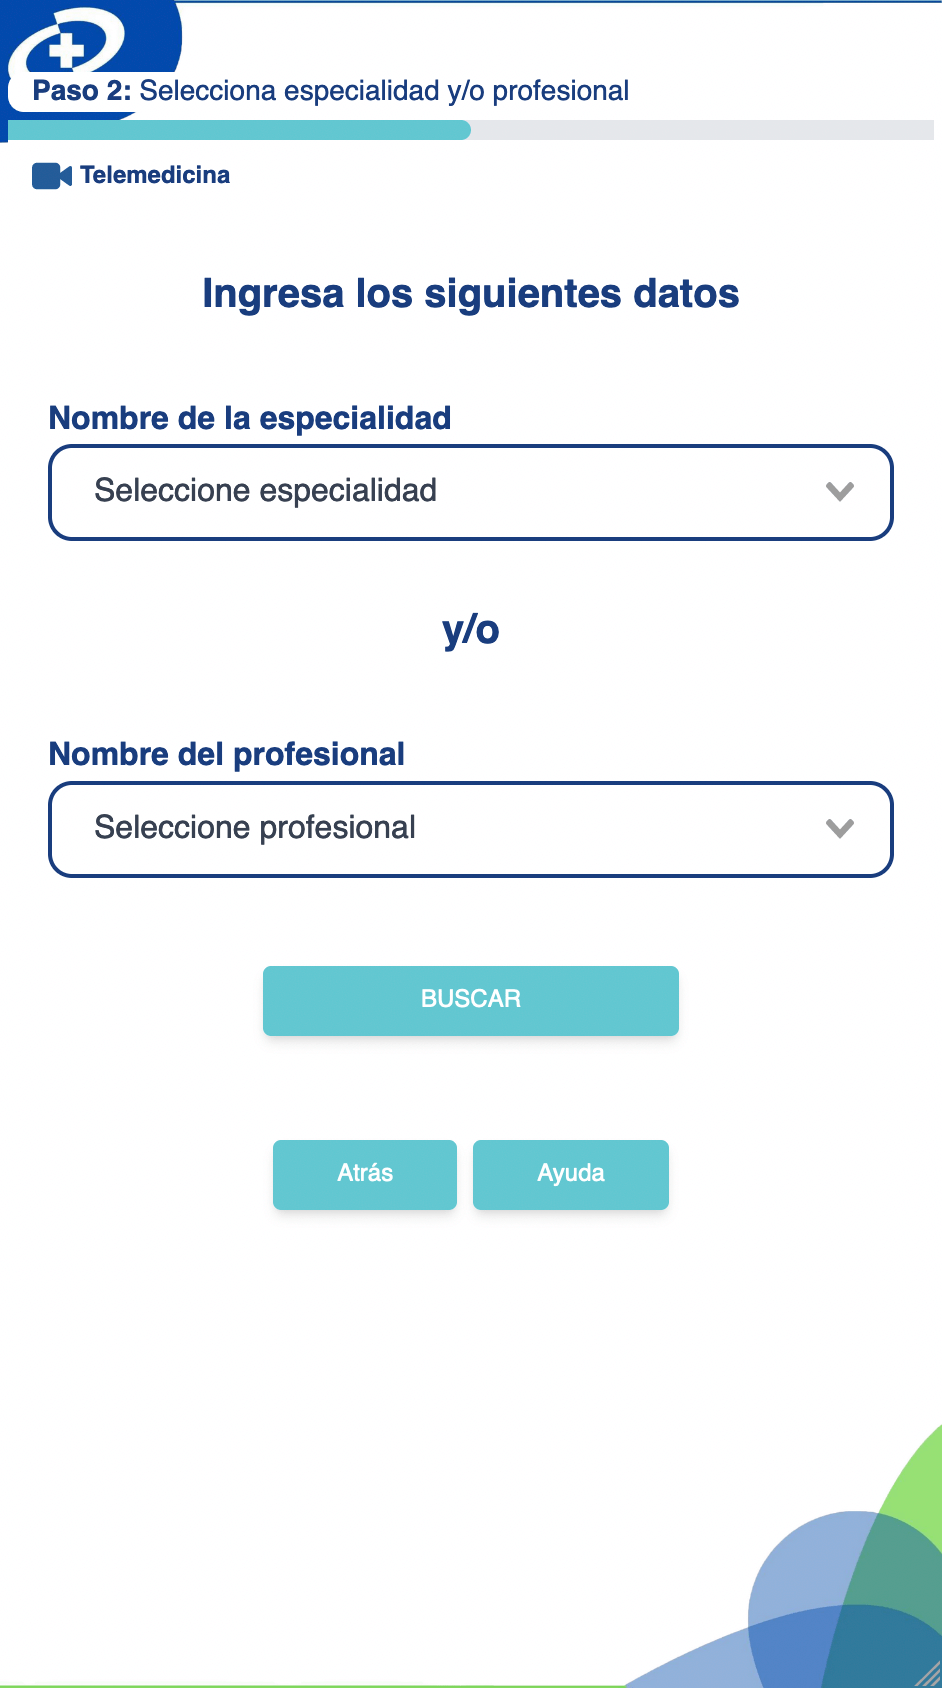 Paso 2: Selecciona especialidad y/o profesional
Telemedicina
Ingresa los siguientes datos
Nombre de la especialidad
Seleccione especialidad
y/o
Nombre del profesional
Seleccione profesional
BUSCAR
Atrás Ayuda